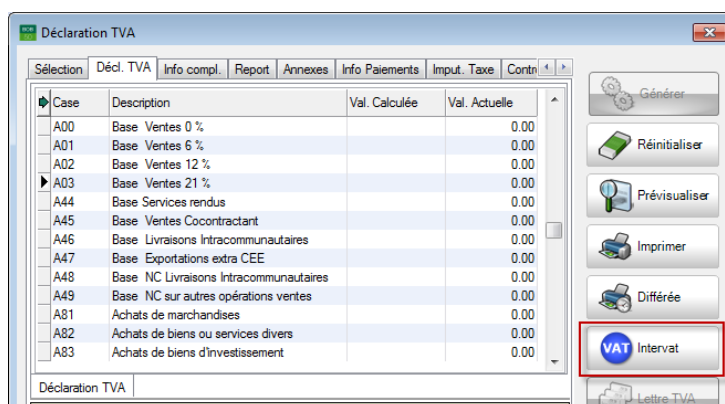 BOB
Déclaration TVA
Sélection Décl. TVA Info compl. Report Annexes Info Paiements Imput. Taxe Contr
Case Description Val. Calculée Val. Actuelle
A00 Base Ventes 0 % 0.00
A01 Base Ventes 6 % 0.00
A02 Base Ventes 12 % 0.00
A03 Base Ventes 21 % 0.00
A44 Base Services rendus 0.00
A45 Base Ventes Cocontractant 0.00
A46 Base Livraisons Intracommunautaires 0.00
A47 Base Exportations extra CEE 0.00
A48 Base NC Livraisons Intracommunautaires 0.00
A49 Base NC sur autres opérations ventes 0.00
A81 Achats de marchandises 0.00
A82 Achats de biens ou services divers 0.00
A83 Achats de biens d'investissement 0.00
Déclaration TVA
Générer
Réinitialiser
Prévisualiser
Imprimer
Différée
VAT Intervat
Lettre TVA